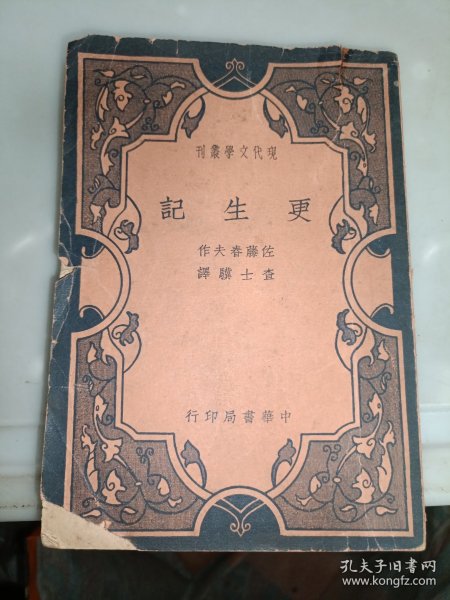 現代文學叢刊
更生記
佐藤春夫作
查士驥譯
中華書局印行
孔夫子旧书网
www.kongfz.com